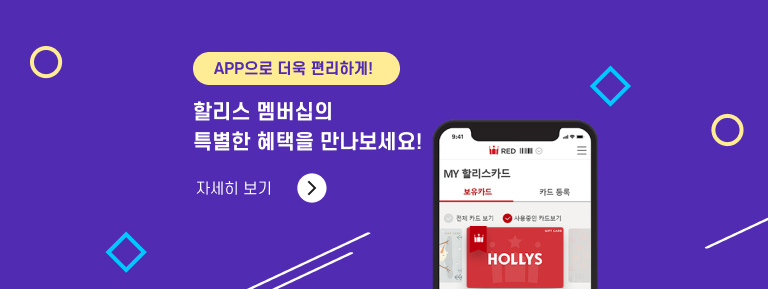 APP으로 더욱 편리하게!
할리스 멤버십의
특별한 혜택을 만나보세요!
자세히 보기
9:41
RED
MY 할리스카드
보유카드 카드 등록
전체 카드 보기 사용중인 카드보기
GIFT CARD
HOLLYS